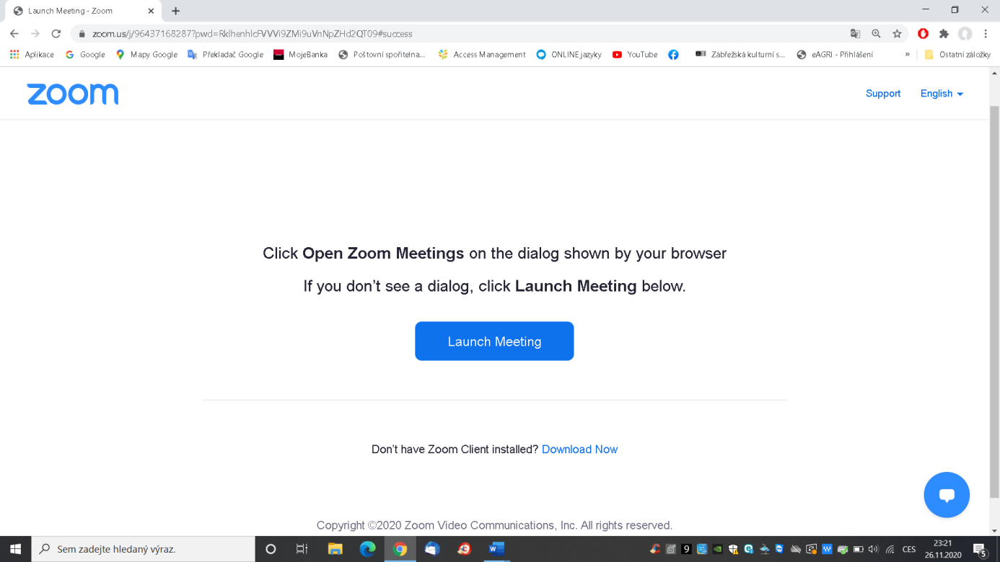 Launch Meeting - Zoom
zoom.us/j/96437168287?pwd=RklhenhlcFVVVi9ZMi9uVnNpZHd2QT09#success
Aplikace Google Mapy Google Překladač Google MojeBanka Poštovní spořitelna... Access Management ONLINE jazyky YouTube Zábřežská kulturní s... eAGRI - Přihlášení » Ostatní záložky
zoom
Support English
Click Open Zoom Meetings on the dialog shown by your browser
If you don't see a dialog, click Launch Meeting below.
Launch Meeting
Don't have Zoom Client installed? Download Now
Copyright ©2020 Zoom Video Communications, Inc. All rights reserved.
Sem zadejte hledaný výraz.
9
CES
23:21
26.11.2020
5